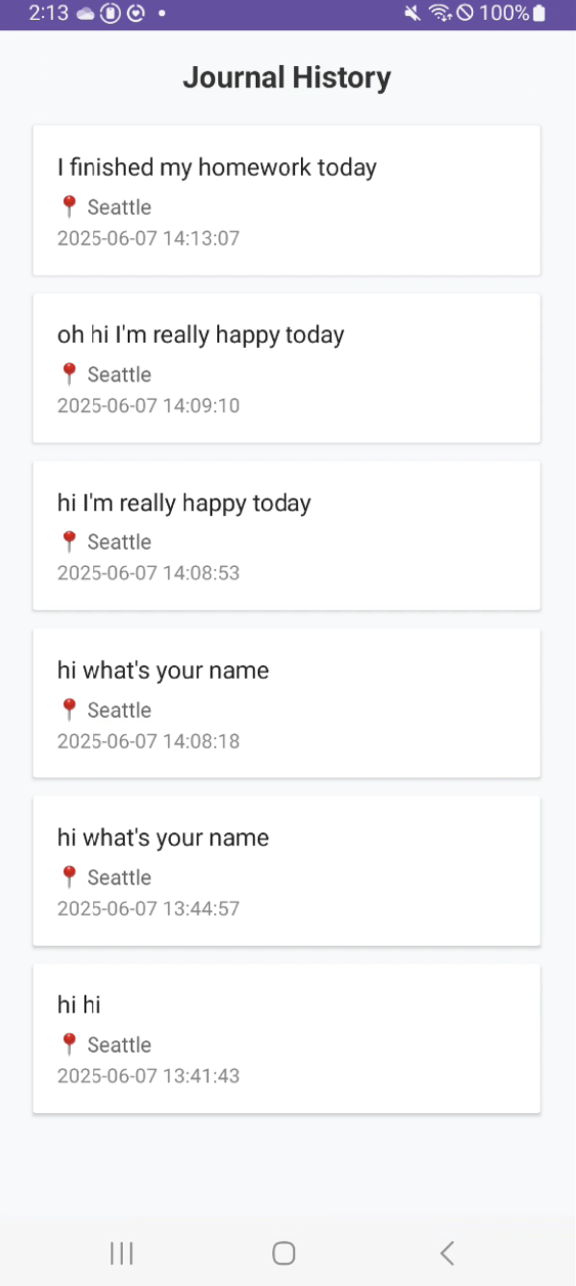 2:13 100%
Journal History
I finished my homework today
📍 Seattle
2025-06-07 14:13:07
oh hi I'm really happy today
📍 Seattle
2025-06-07 14:09:10
hi I'm really happy today
📍 Seattle
2025-06-07 14:08:53
hi what's your name
📍 Seattle
2025-06-07 14:08:18
hi what's your name
📍 Seattle
2025-06-07 13:44:57
hi hi
📍 Seattle
2025-06-07 13:41:43